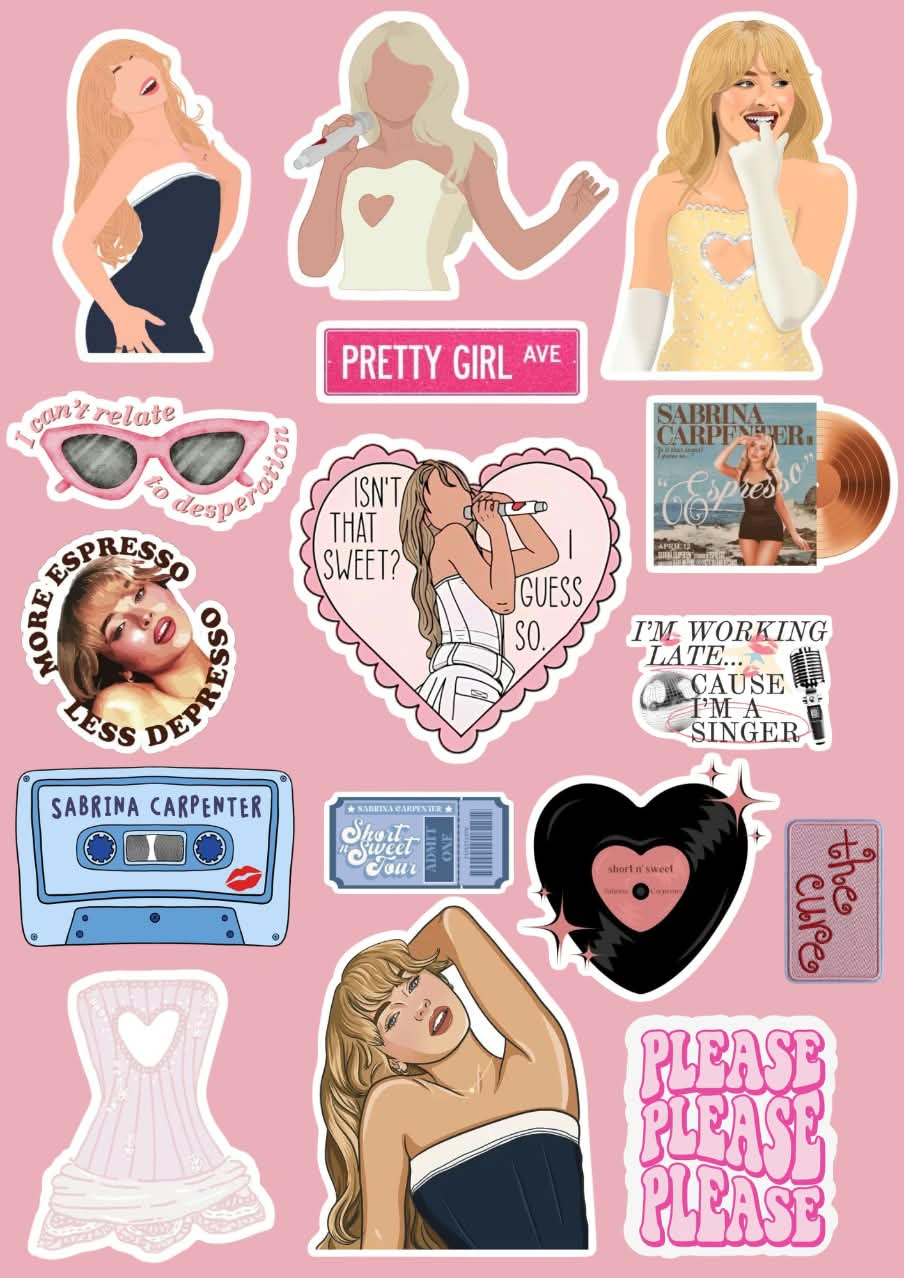 PRETTY GIRL AVE
I can't relate
to desperation
SABRINA
CARPENTER
"Espresso"
APRIL 12
ISN'T
THAT
SWEET?
I
GUESS
SO.
MORE ESPRESSO
LESS DEPRESSO
I'M WORKING
LATE...
CAUSE
I'M A
SINGER
SABRINA CARPENTER
★ SABRINA CARPENTER ★
Short
n'
Sweet
Tour
ADMIT
ONE
short n' sweet
Sabrina Carpenter
the
cure
PLEASE
PLEASE
PLEASE